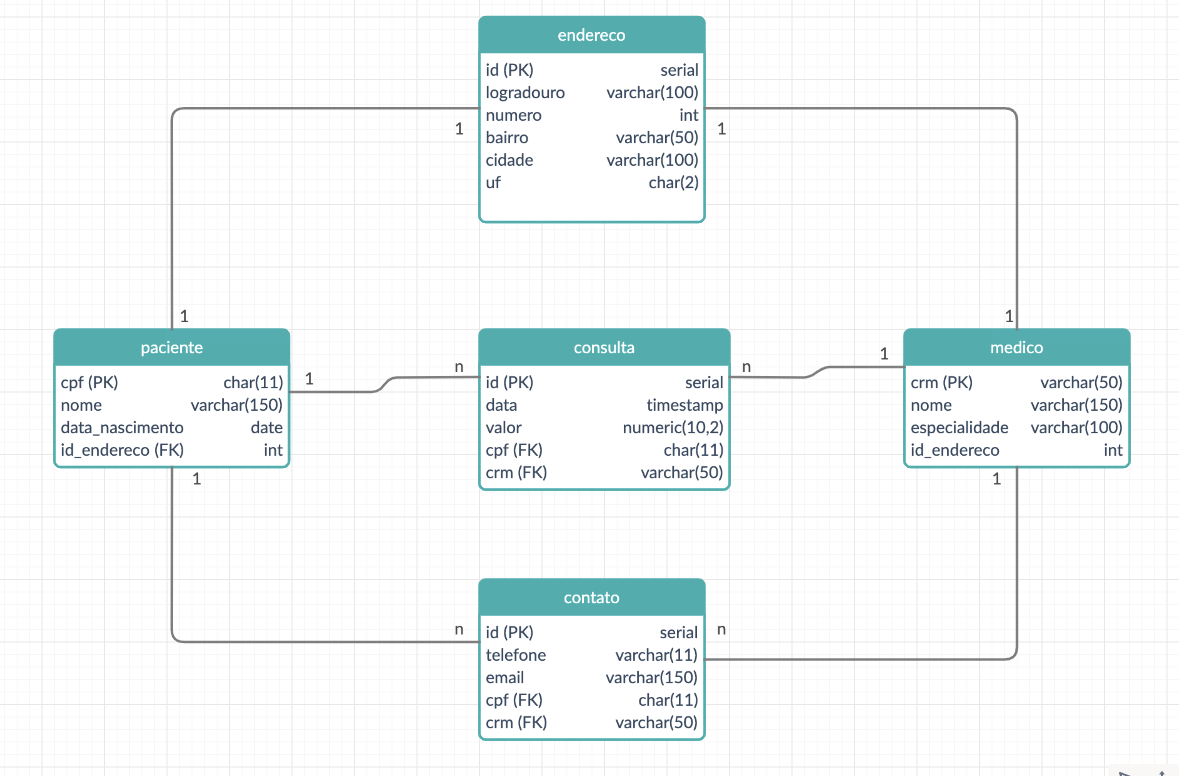 endereco
id (PK) serial
logradouro varchar(100)
numero int
bairro varchar(50)
cidade varchar(100)
uf char(2)
1
1
1
1
paciente
cpf (PK) char(11)
nome varchar(150)
data_nascimento date
id_endereco (FK) int
1
n
consulta
id (PK) serial
data timestamp
valor numeric(10,2)
cpf (FK) char(11)
crm (FK) varchar(50)
n
1
medico
crm (PK) varchar(50)
nome varchar(150)
especialidade varchar(100)
id_endereco int
1
1
contato
n
n
id (PK) serial
telefone varchar(11)
email varchar(150)
cpf (FK) char(11)
crm (FK) varchar(50)